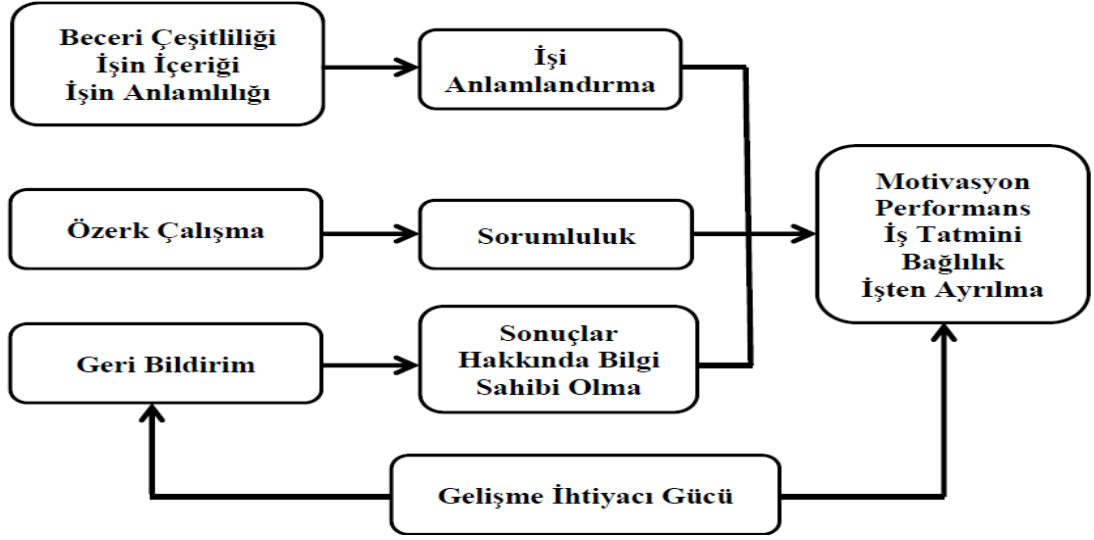 Beceri Çeşitliliği
İşin İçeriği
İşin Anlamlılığı
İşi
Anlamlandırma
Özerk Çalışma
Sorumluluk
Motivasyon
Performans
İş Tatmini
Bağlılık
İşten Ayrılma
Geri Bildirim
Sonuçlar
Hakkında Bilgi
Sahibi Olma
Gelişme İhtiyacı Gücü